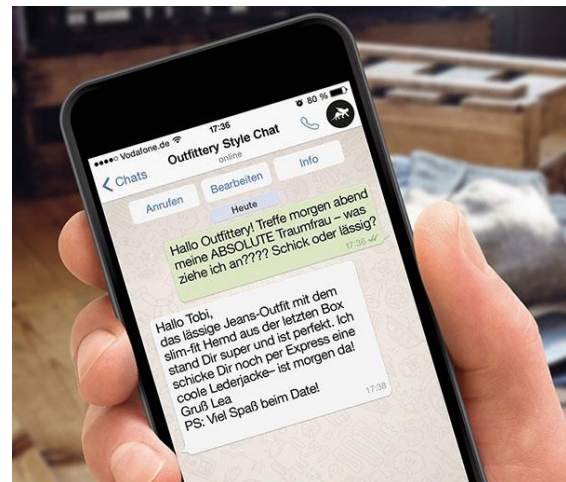 Vodafone.de 17:36 80 %
Chats Outfittery Style Chat
online
Anrufen Bearbeiten Info
Heute
Hallo Outfittery! Treffe morgen abend
meine ABSOLUTE Traumfrau – was
ziehe ich an???? Schick oder lässig?
17:36
Hallo Tobi,
das lässige Jeans-Outfit mit dem
slim-fit Hemd aus der letzten Box
stand Dir super und ist perfekt. Ich
schicke Dir noch per Express eine
coole Lederjacke– ist morgen da!
Gruß Lea
PS: Viel Spaß beim Date!
17:38